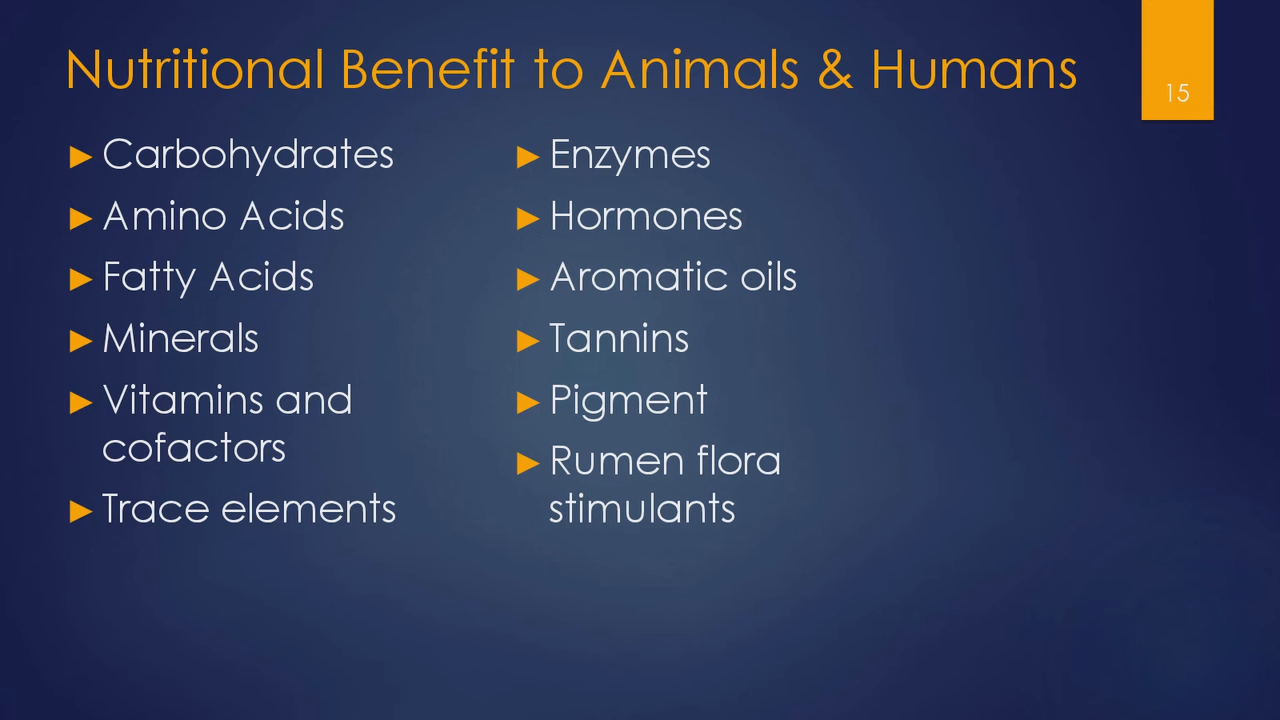 Nutritional Benefit to Animals & Humans
15
► Carbohydrates
► Amino Acids
► Fatty Acids
► Minerals
► Vitamins and
cofactors
► Trace elements
► Enzymes
► Hormones
► Aromatic oils
► Tannins
► Pigment
► Rumen flora
stimulants